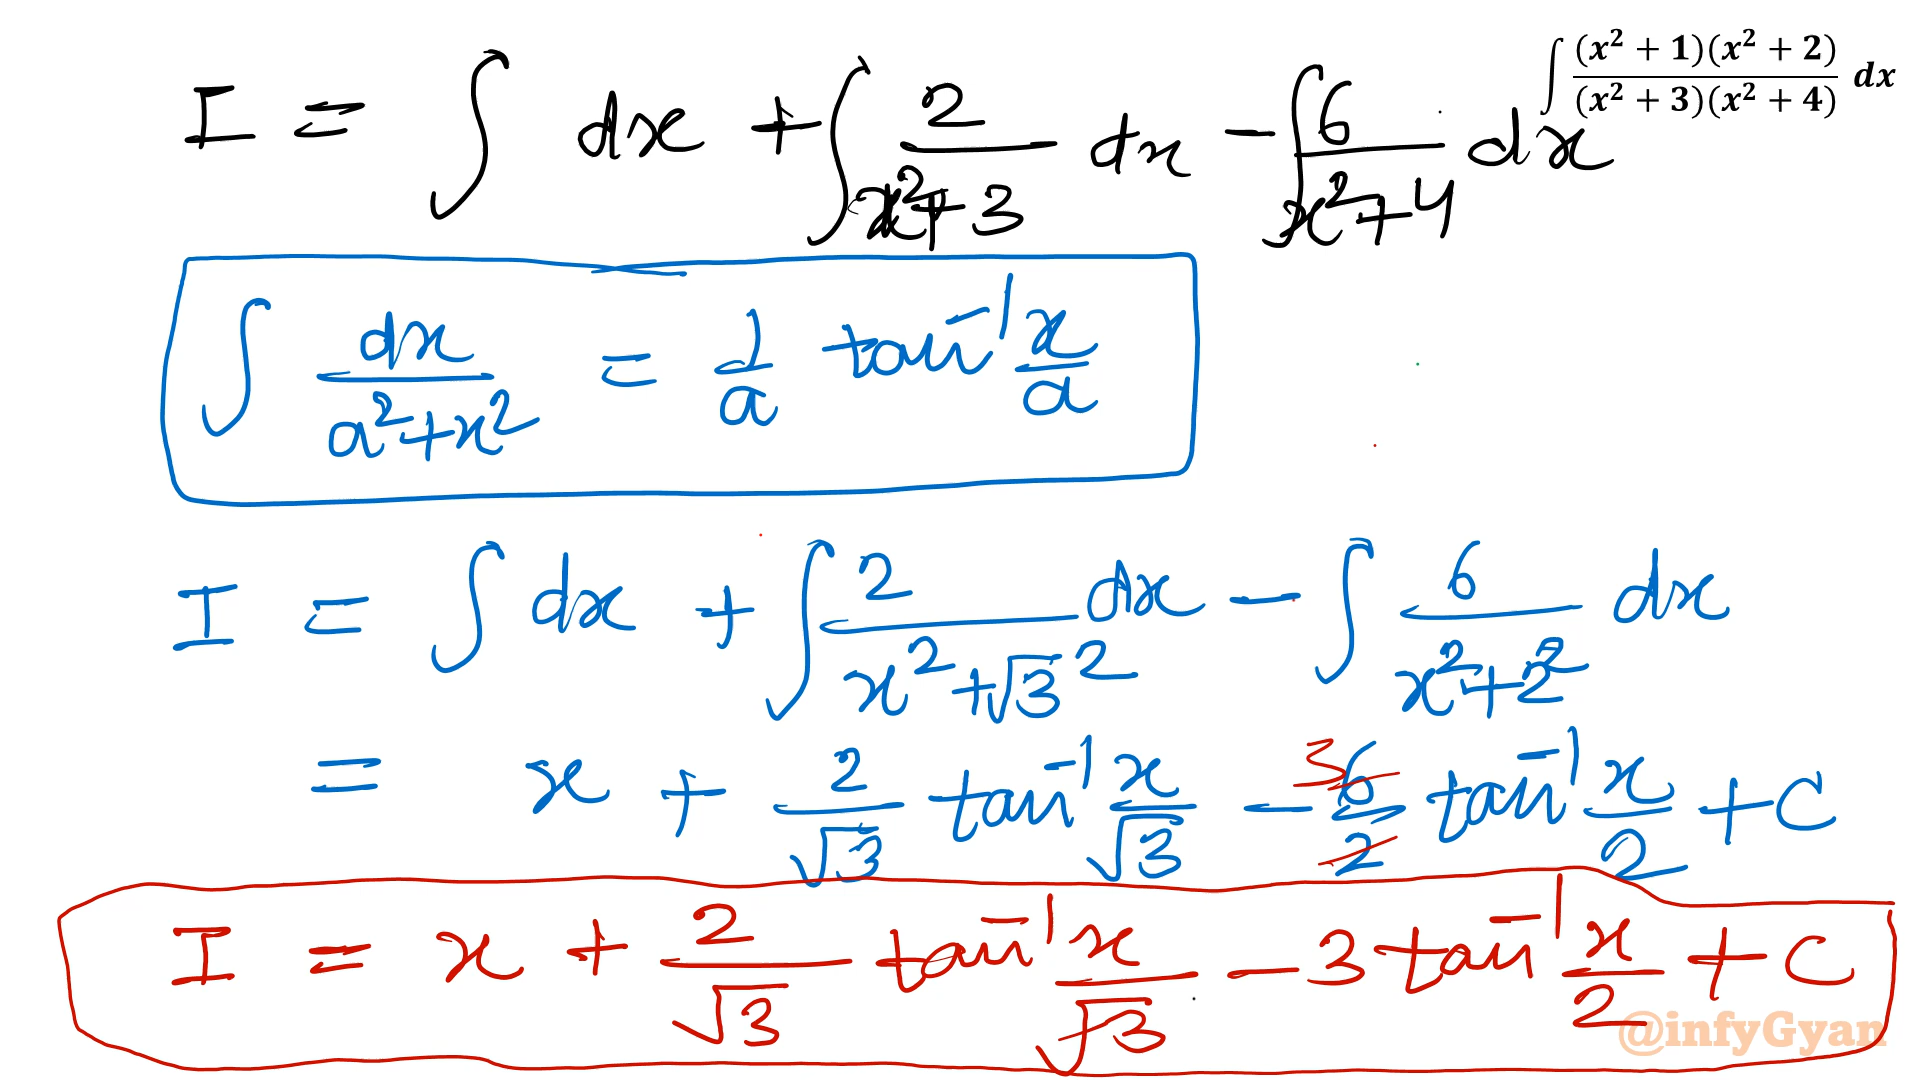 ∫ (x² + 1)(x² + 2) / (x² + 3)(x² + 4) dx
I = ∫ dx + ∫ 2/(x²+3) dx − ∫ 6/(x²+4) dx
∫ dx/(a²+x²) = 1/a tan⁻¹ x/a
I = ∫ dx + ∫ 2/(x²+√3²) dx − ∫ 6/(x²+2²) dx
= x + 2/√3 tan⁻¹ x/√3 − 3 6/2 tan⁻¹ x/2 + C
I = x + 2/√3 tan⁻¹ x/√3 − 3 tan⁻¹ x/2 + C
@infyGyan